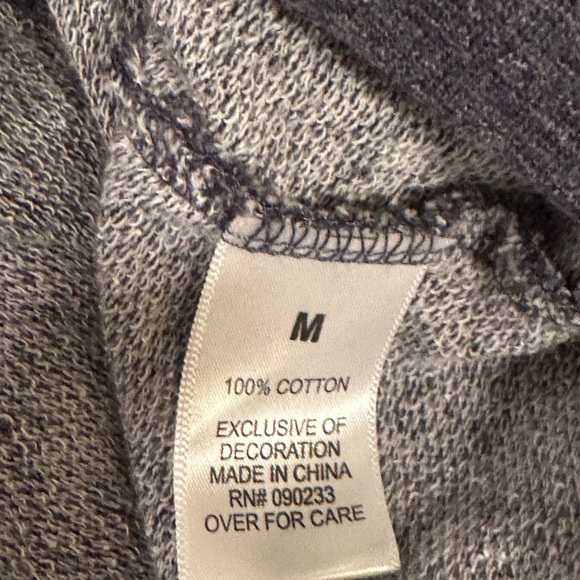 M
100% COTTON
EXCLUSIVE OF
DECORATION
MADE IN CHINA
RN# 090233
OVER FOR CARE